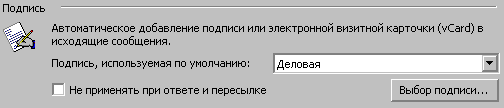 Подпись
Автоматическое добавление подписи или электронной визитной карточки (vCard) в
исходящие сообщения.
Подпись, используемая по умолчанию: Деловая
Не применять при ответе и пересылке Выбор подписи...